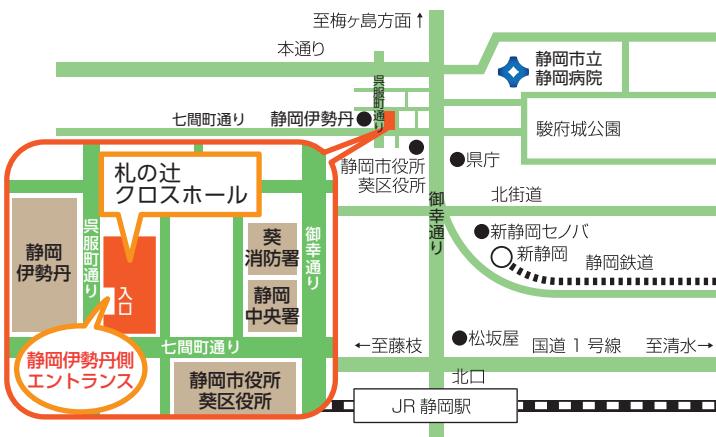 至梅ヶ島方面↑
本通り
静岡市立
静岡病院
呉服町通り
七間町通り
静岡伊勢丹
駿府城公園
静岡市役所
葵区役所
県庁
北街道
御幸通り
新静岡セノバ
新静岡
静岡鉄道
松坂屋
←至藤枝
国道1号線
至清水→
北口
JR静岡駅
札の辻
クロスホール
呉服町通り
御幸通り
静岡
伊勢丹
葵
消防署
静岡
中央署
入口
七間町通り
静岡伊勢丹側
エントランス
静岡市役所
葵区役所